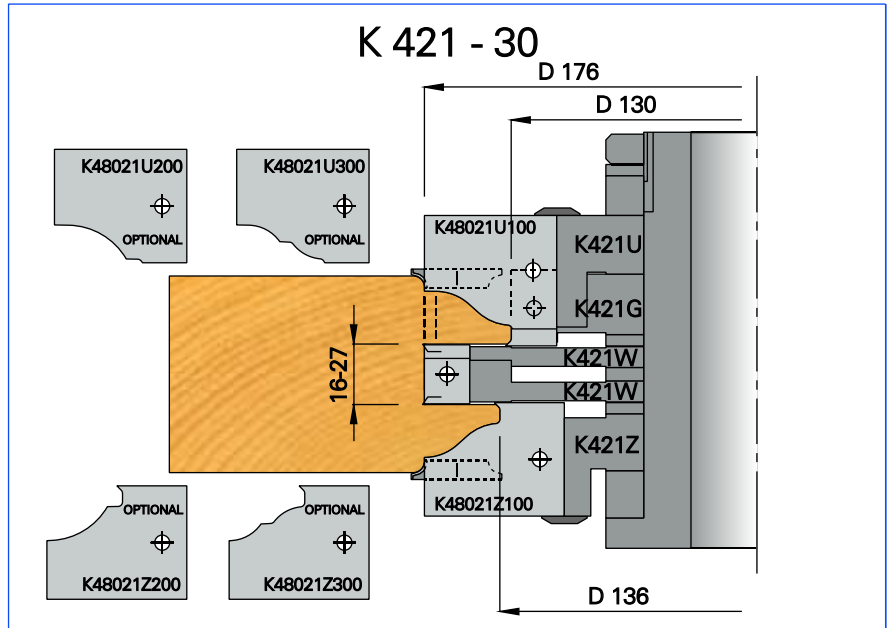 K 421 - 30
D 176
D 130
K48021U200
OPTIONAL
K48021U300
OPTIONAL
K48021U100
K421U
K421G
K421W
K421W
K421Z
16-27
K48021Z100
OPTIONAL
K48021Z200
OPTIONAL
K48021Z300
D 136